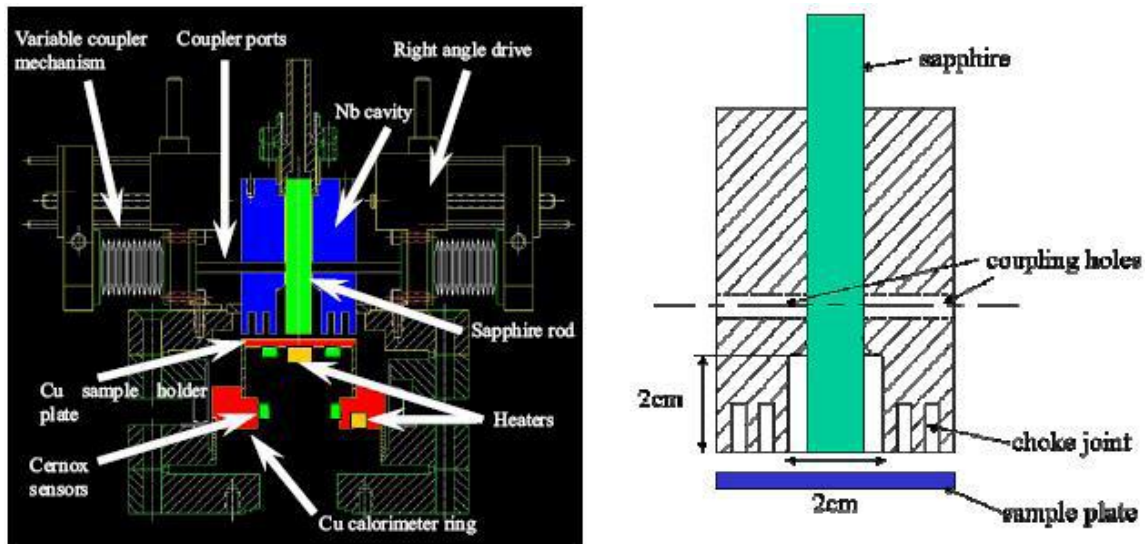 Variable coupler
mechanism
Coupler ports
Right angle drive
Nb cavity
Sapphire rod
Cu sample holder
plate
Heaters
Cernox
sensors
Cu calorimeter ring
sapphire
coupling holes
2cm
choke joint
2cm
sample plate